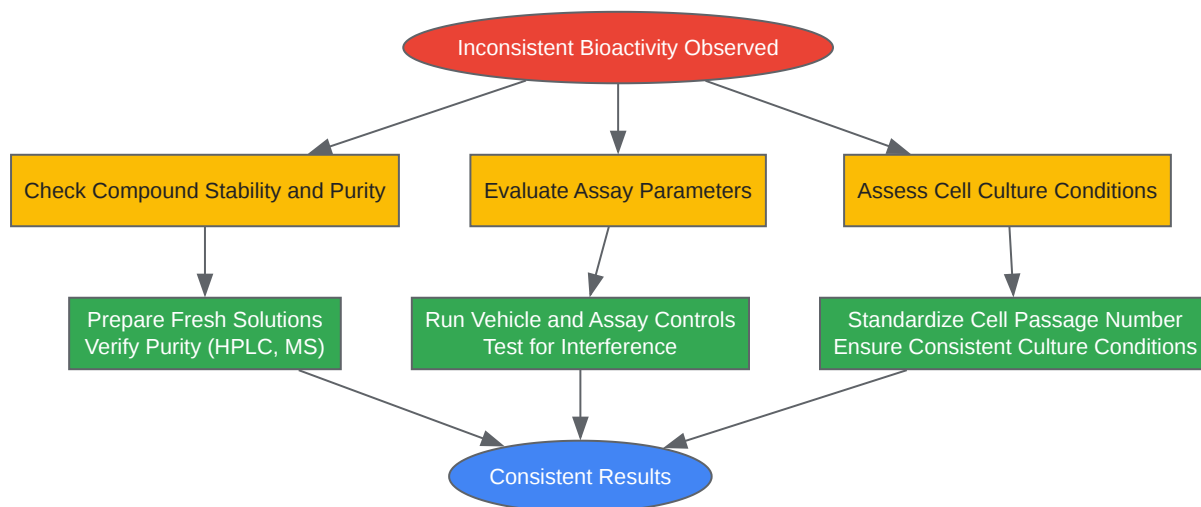 Inconsistent Bioactivity Observed
Check Compound Stability and Purity
Evaluate Assay Parameters
Assess Cell Culture Conditions
Prepare Fresh Solutions
Verify Purity (HPLC, MS)
Run Vehicle and Assay Controls
Test for Interference
Standardize Cell Passage Number
Ensure Consistent Culture Conditions
Consistent Results